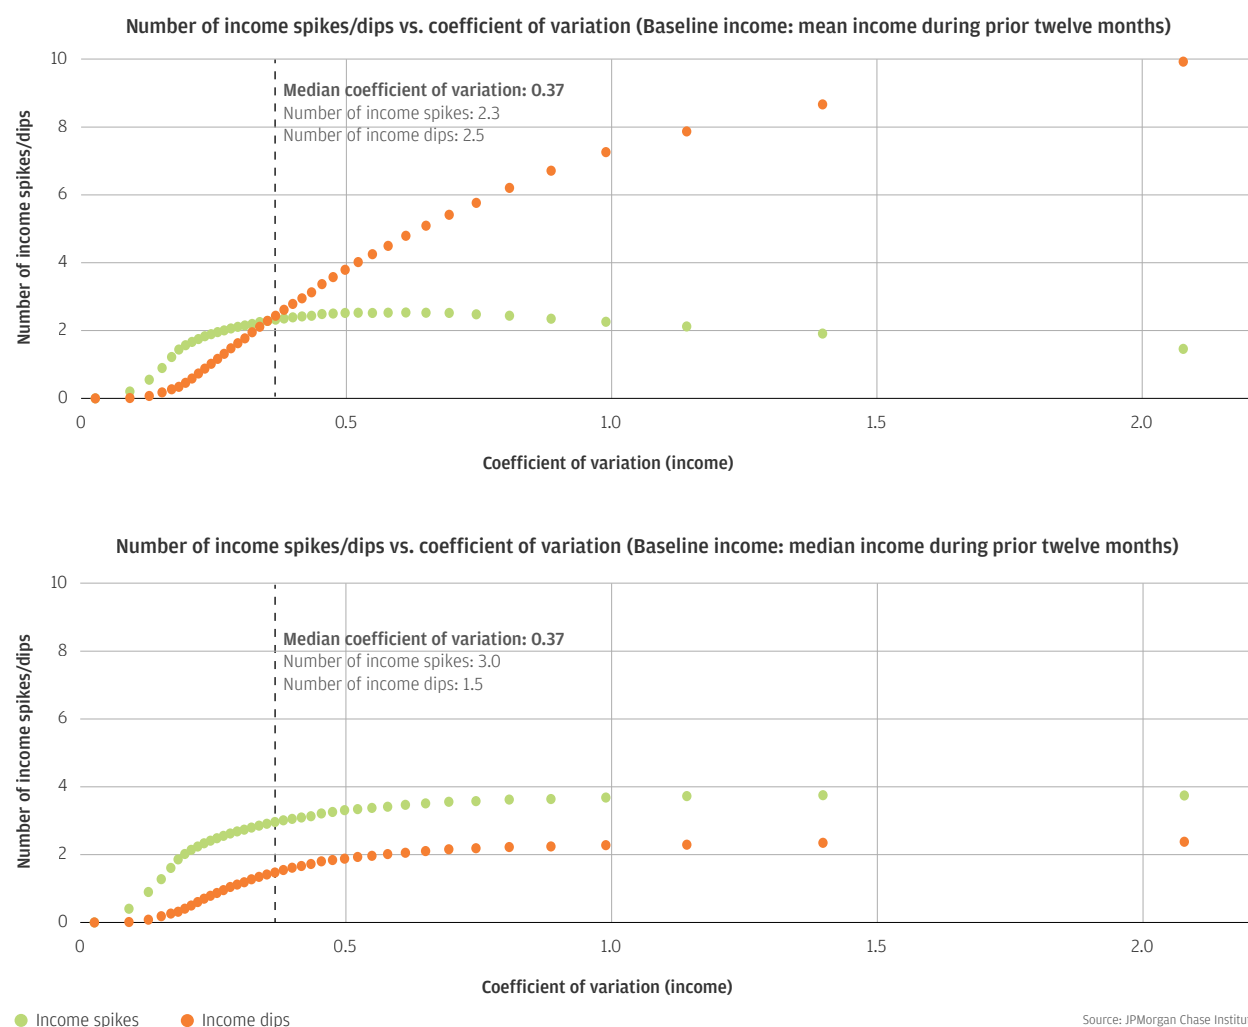 Number of income spikes/dips vs. coefficient of variation (Baseline income: mean income during prior twelve months)
Number of income spikes/dips
10
8
6
4
2
0
Median coefficient of variation: 0.37
Number of income spikes: 2.3
Number of income dips: 2.5
0
0.5
1.0
1.5
2.0
Coefficient of variation (income)
Number of income spikes/dips vs. coefficient of variation (Baseline income: median income during prior twelve months)
Number of income spikes/dips
10
8
6
4
2
0
Median coefficient of variation: 0.37
Number of income spikes: 3.0
Number of income dips: 1.5
0
0.5
1.0
1.5
2.0
Coefficient of variation (income)
Income spikes
Income dips
Source: JPMorgan Chase Institu